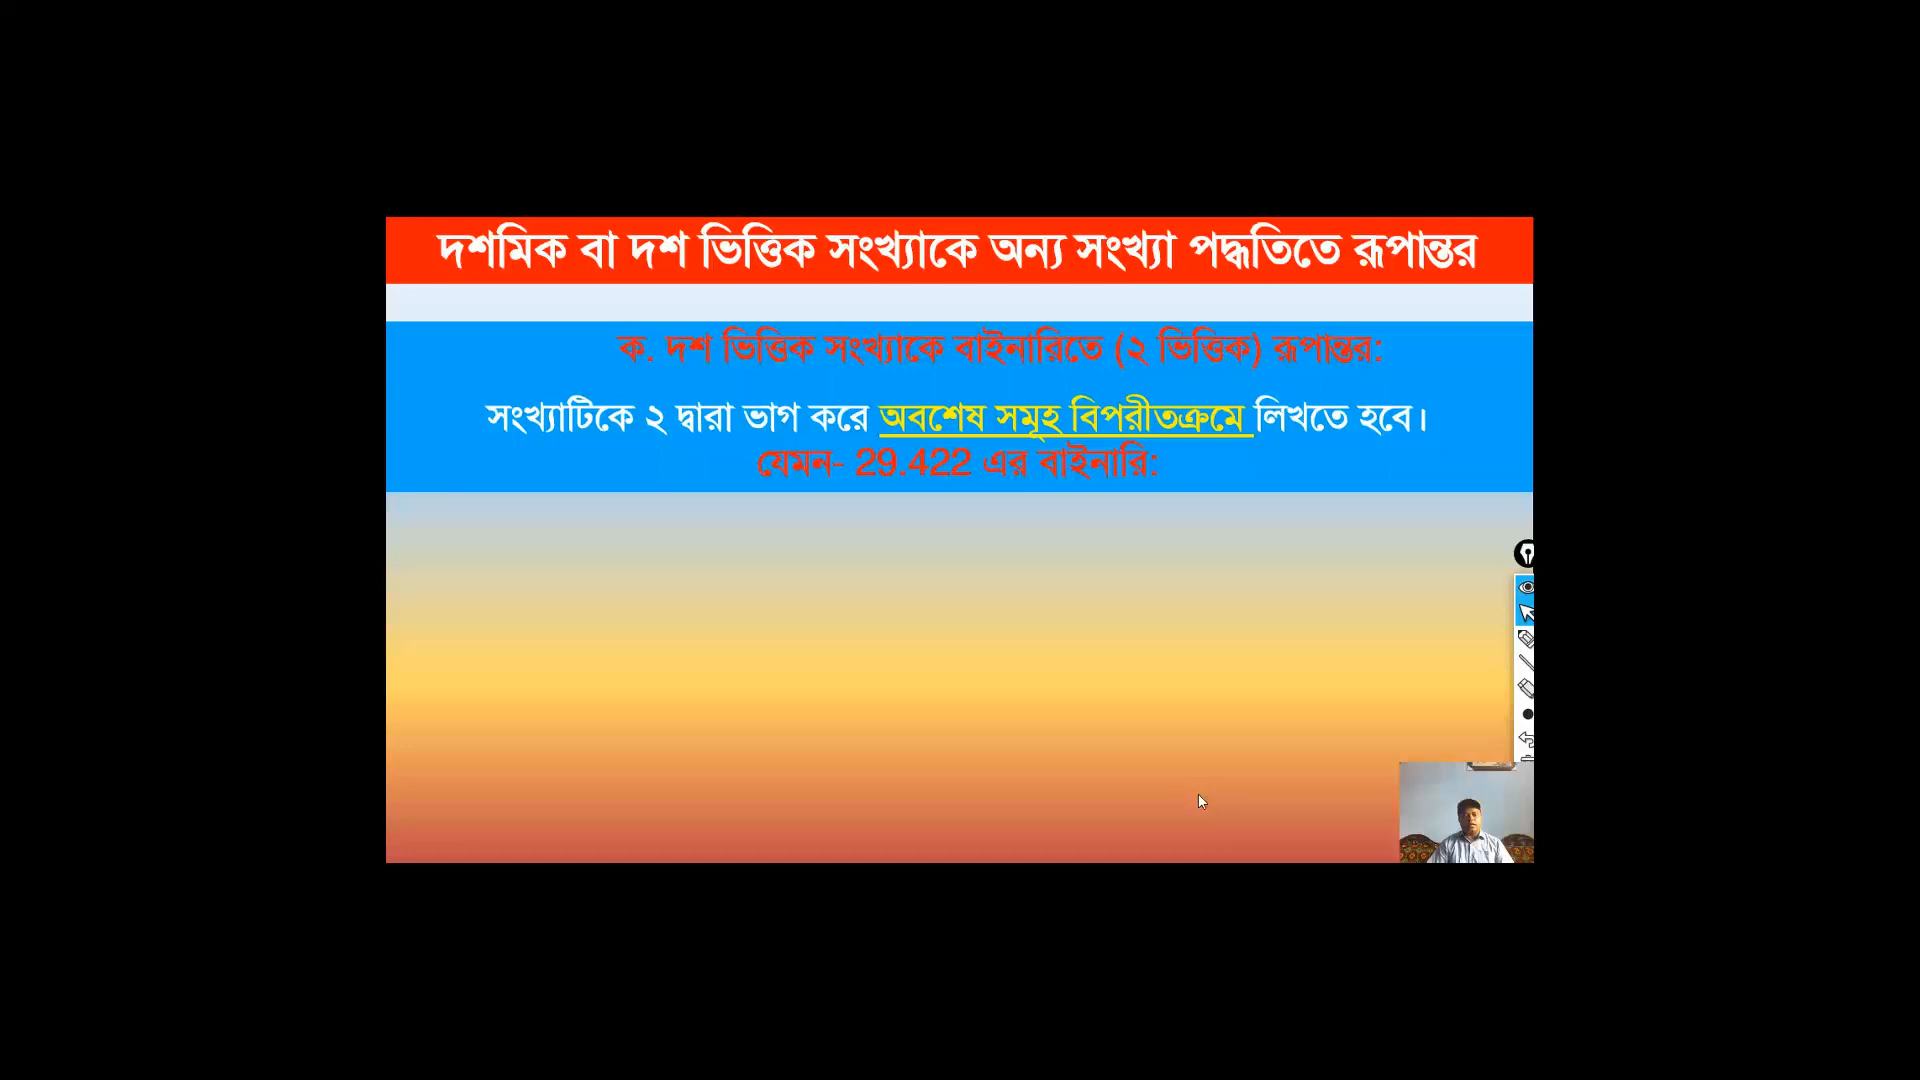 দশমিক বা দশ ভিত্তিক সংখ্যাকে অন্য সংখ্যা পদ্ধতিতে রূপান্তর
ক. দশ ভিত্তিক সংখ্যাকে বাইনারিতে (২ ভিত্তিক) রূপান্তর:
সংখ্যাটিকে ২ দ্বারা ভাগ করে অবশেষ সমূহ বিপরীতক্রমে লিখতে হবে।
যেমন- 29.422 এর বাইনারি: